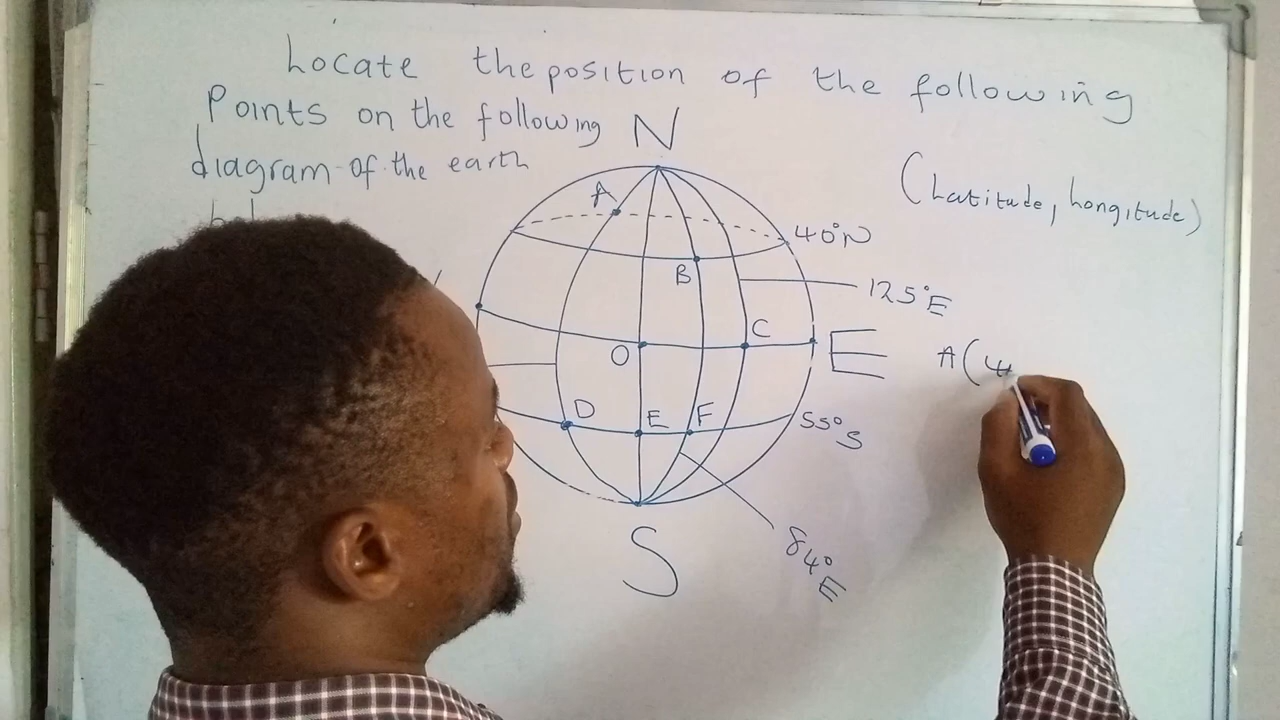 Locate the position of the following
Points on the following
diagram of the earth
N
(Latitude, Longitude)
A
40°N
B
125°E
C
E
O
A(4
D
E
F
55°S
S
84°E